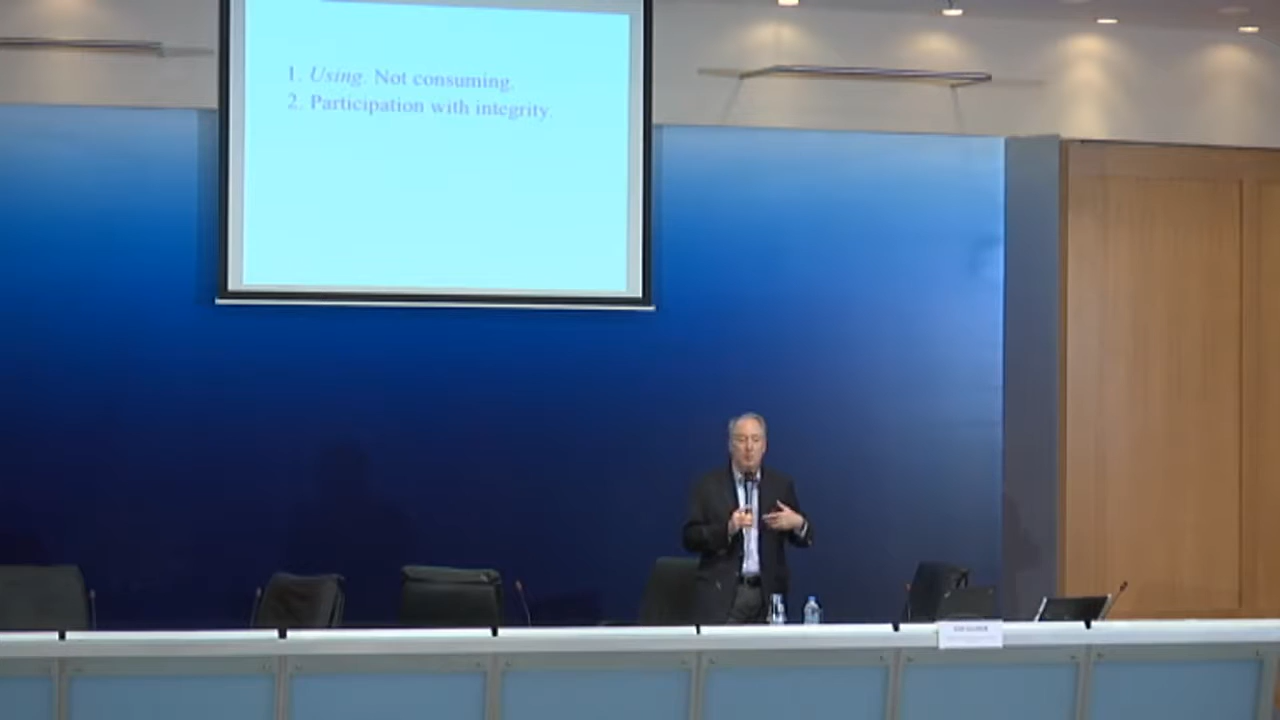 1. Using. Not consuming.
2. Participation with integrity.